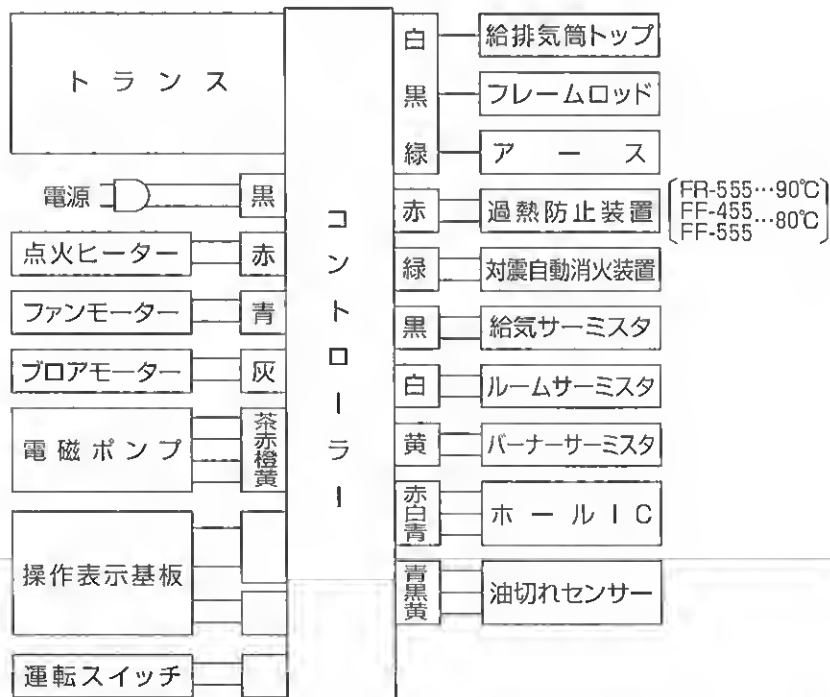 トランス
電源
黒
点火ヒーター
赤
ファンモーター
青
ブロアモーター
灰
電磁ポンプ
茶
赤
橙
黄
操作表示基板
運転スイッチ
コントローラー
白
給排気筒トップ
黒
フレームロッド
緑
アース
赤
過熱防止装置
FR-555…90℃
FF-455
FF-555
…80℃
緑
対震自動消火装置
黒
給気サーミスタ
白
ルームサーミスタ
黄
バーナーサーミスタ
赤
白
青
ホールIC
青
黒
黄
油切れセンサー